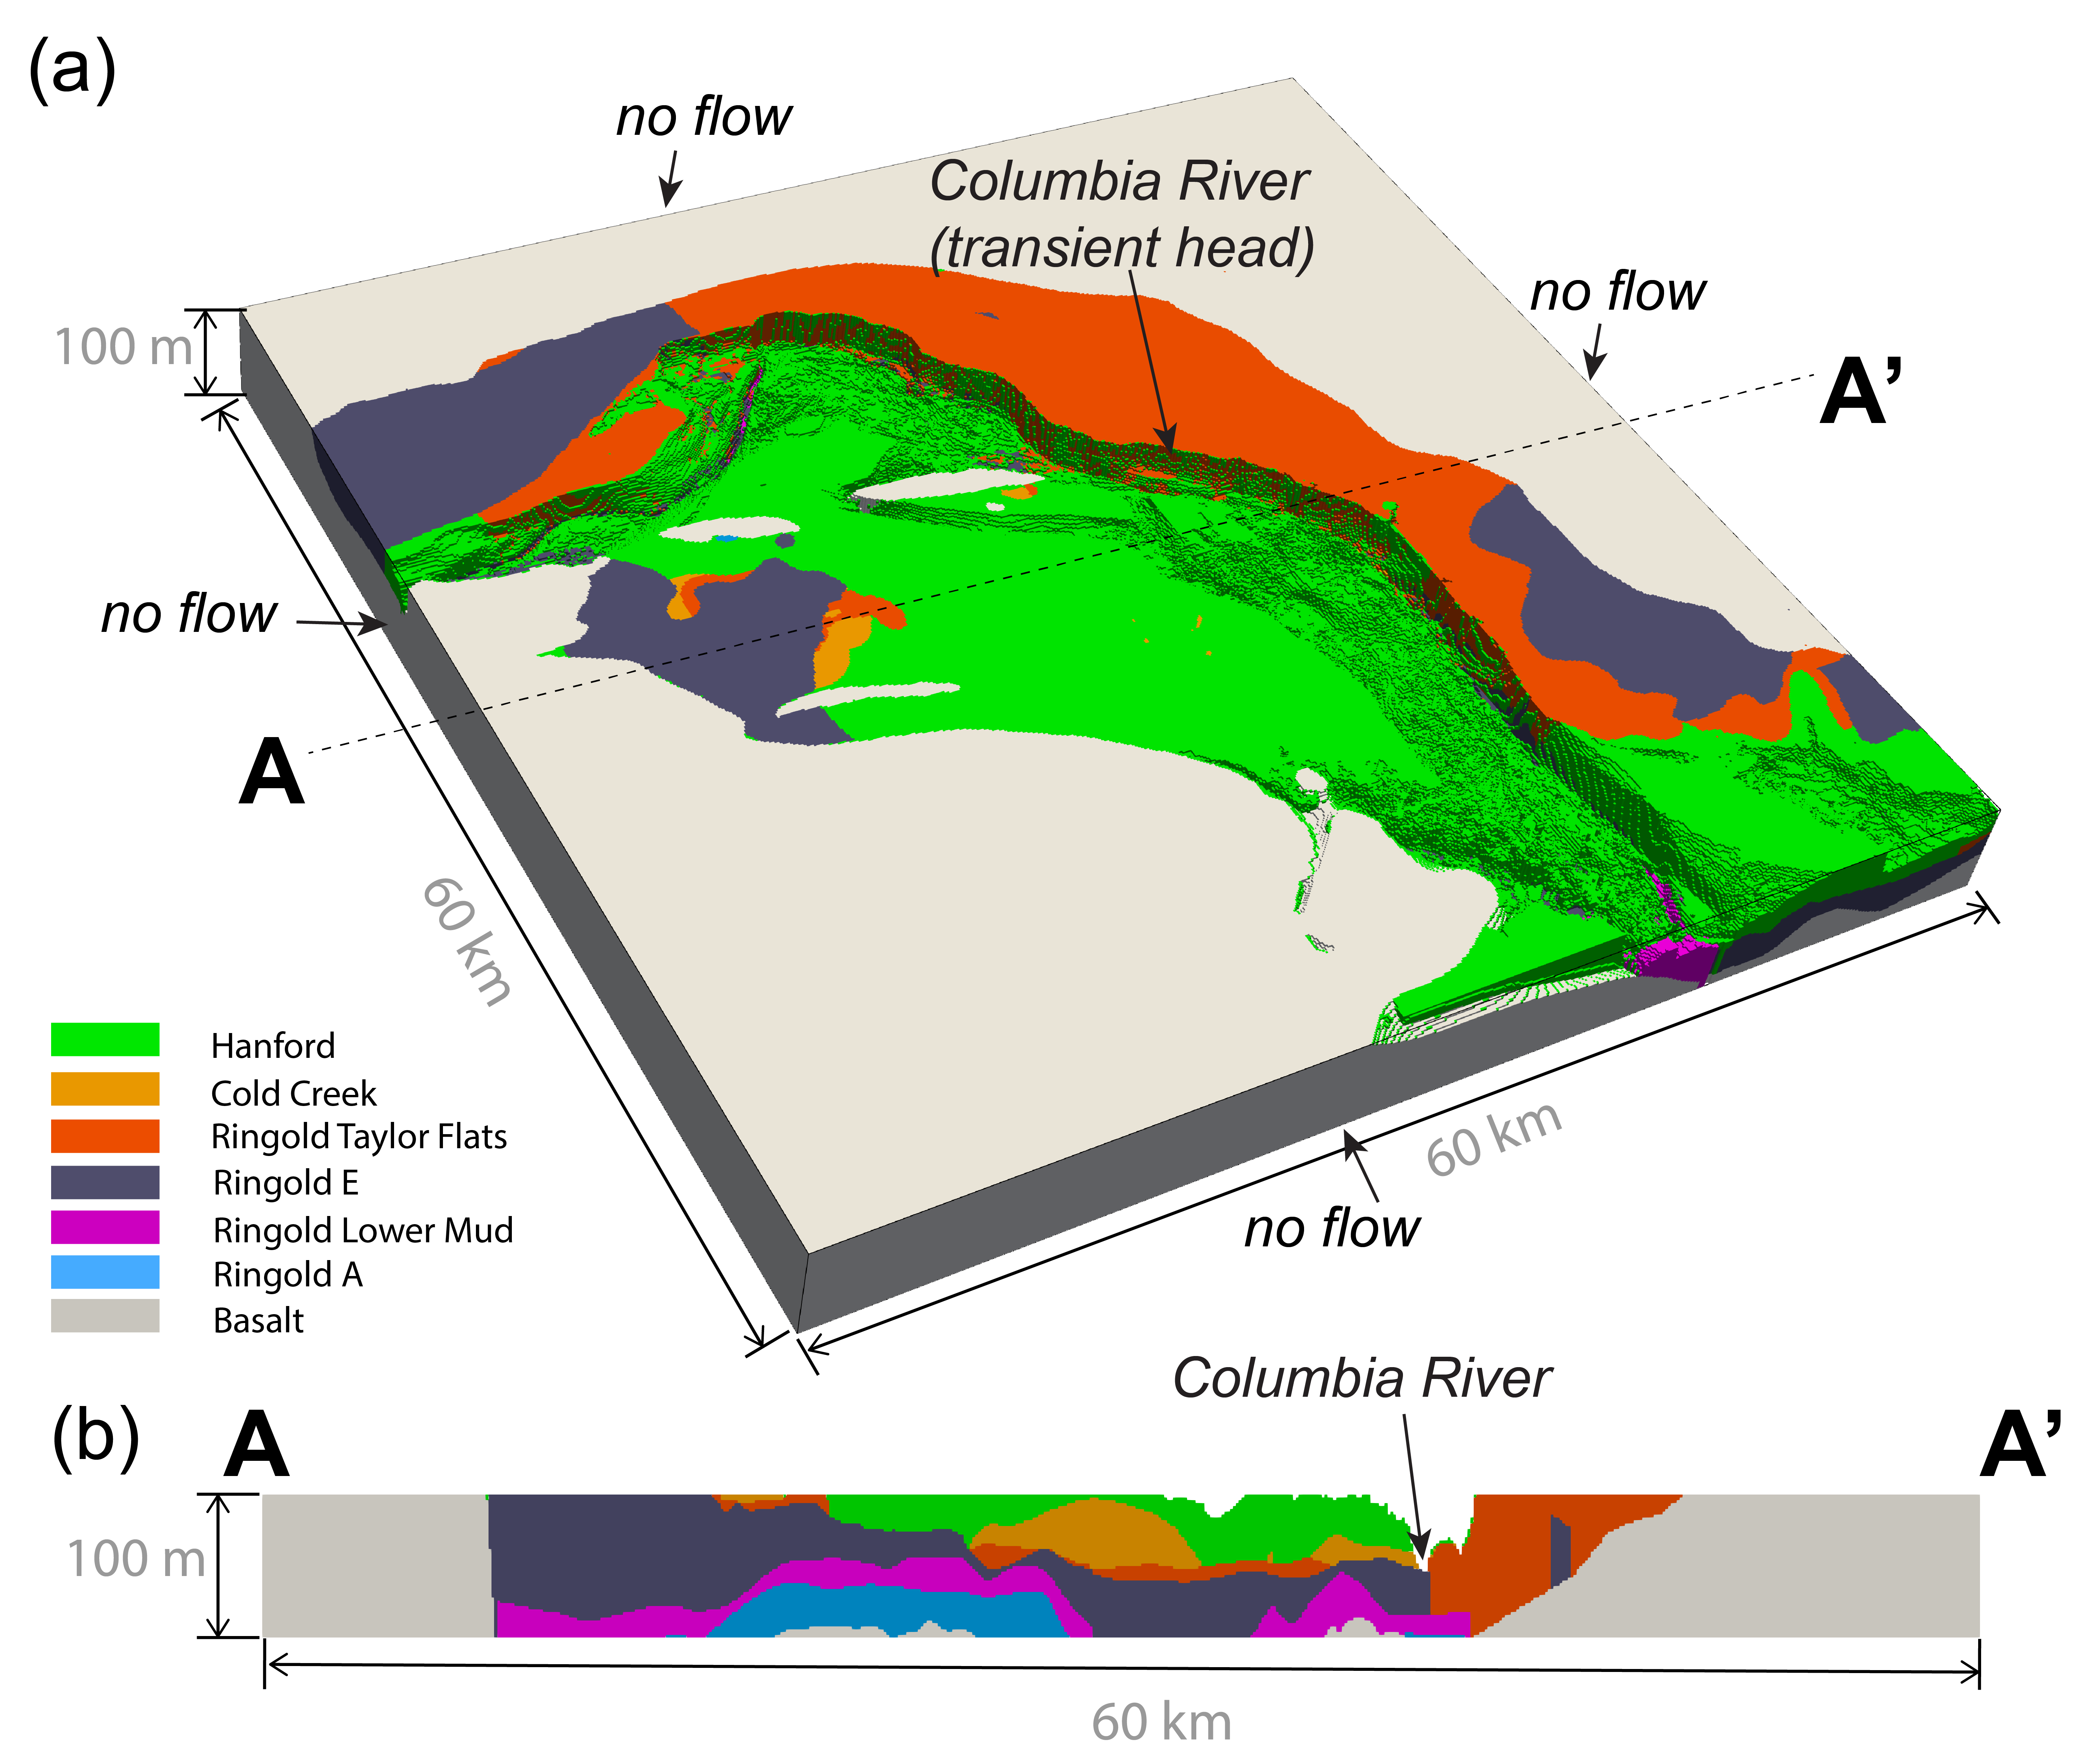 (a)
no flow
Columbia River
(transient head)
no flow
100 m
A’
no flow
A
60 km
60 km
no flow
Hanford
Cold Creek
Ringold Taylor Flats
Ringold E
Ringold Lower Mud
Ringold A
Basalt
Columbia River
(b)
A
A’
100 m
60 km